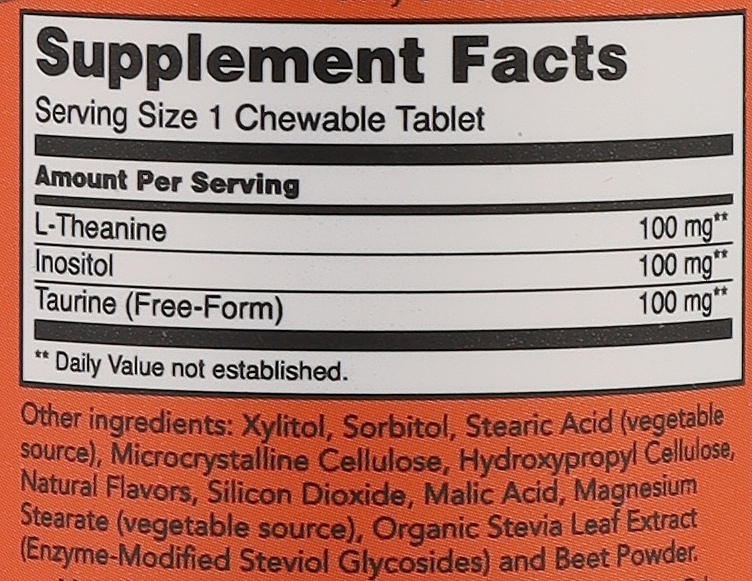 Supplement Facts
Serving Size 1 Chewable Tablet
Amount Per Serving
L-Theanine 100 mg**
Inositol 100 mg**
Taurine (Free-Form) 100 mg**
** Daily Value not established.
Other ingredients: Xylitol, Sorbitol, Stearic Acid (vegetable
source), Microcrystalline Cellulose, Hydroxypropyl Cellulose,
Natural Flavors, Silicon Dioxide, Malic Acid, Magnesium
Stearate (vegetable source), Organic Stevia Leaf Extract
(Enzyme-Modified Steviol Glycosides) and Beet Powder.